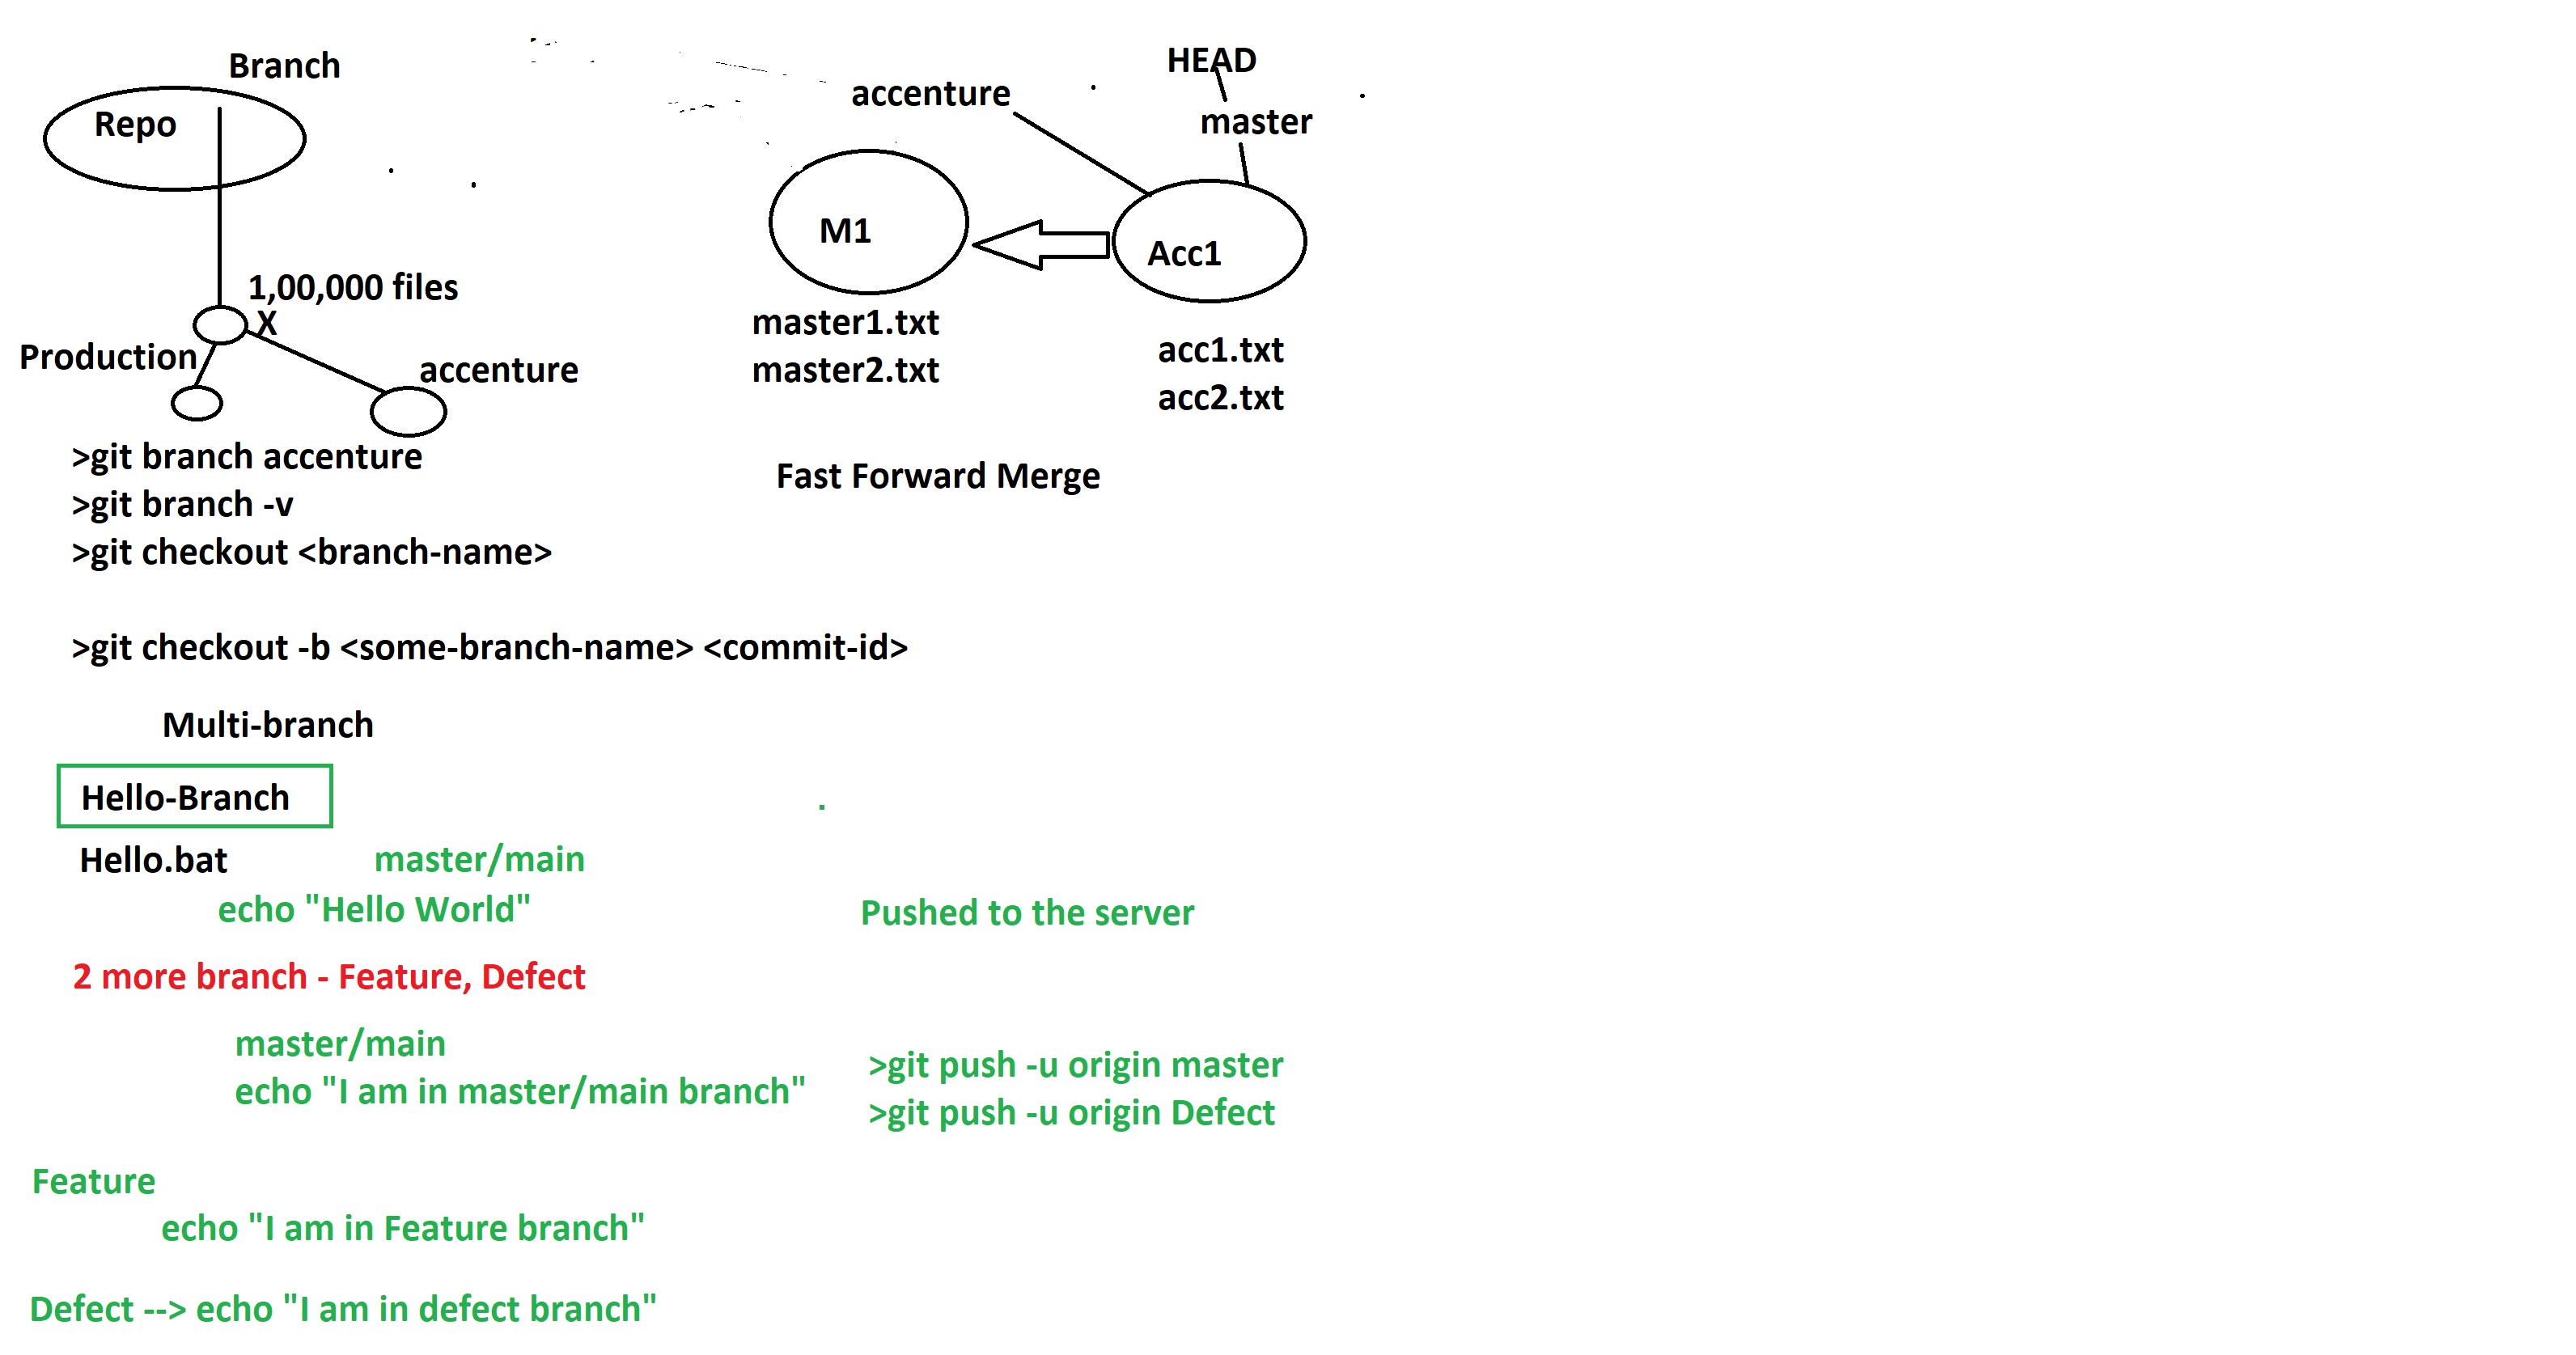 Branch
Repo
1,00,000 files
X
Production
accenture
>git branch accenture
>git branch -v
>git checkout <branch-name>
>git checkout -b <some-branch-name> <commit-id>
HEAD
accenture
master
M1
Acc1
master1.txt
master2.txt
acc1.txt
acc2.txt
Fast Forward Merge
Multi-branch
Hello-Branch
Hello.bat
master/main
echo "Hello World"
Pushed to the server
2 more branch - Feature, Defect
master/main
echo "I am in master/main branch"
>git push -u origin master
>git push -u origin Defect
Feature
echo "I am in Feature branch"
Defect --> echo "I am in defect branch"